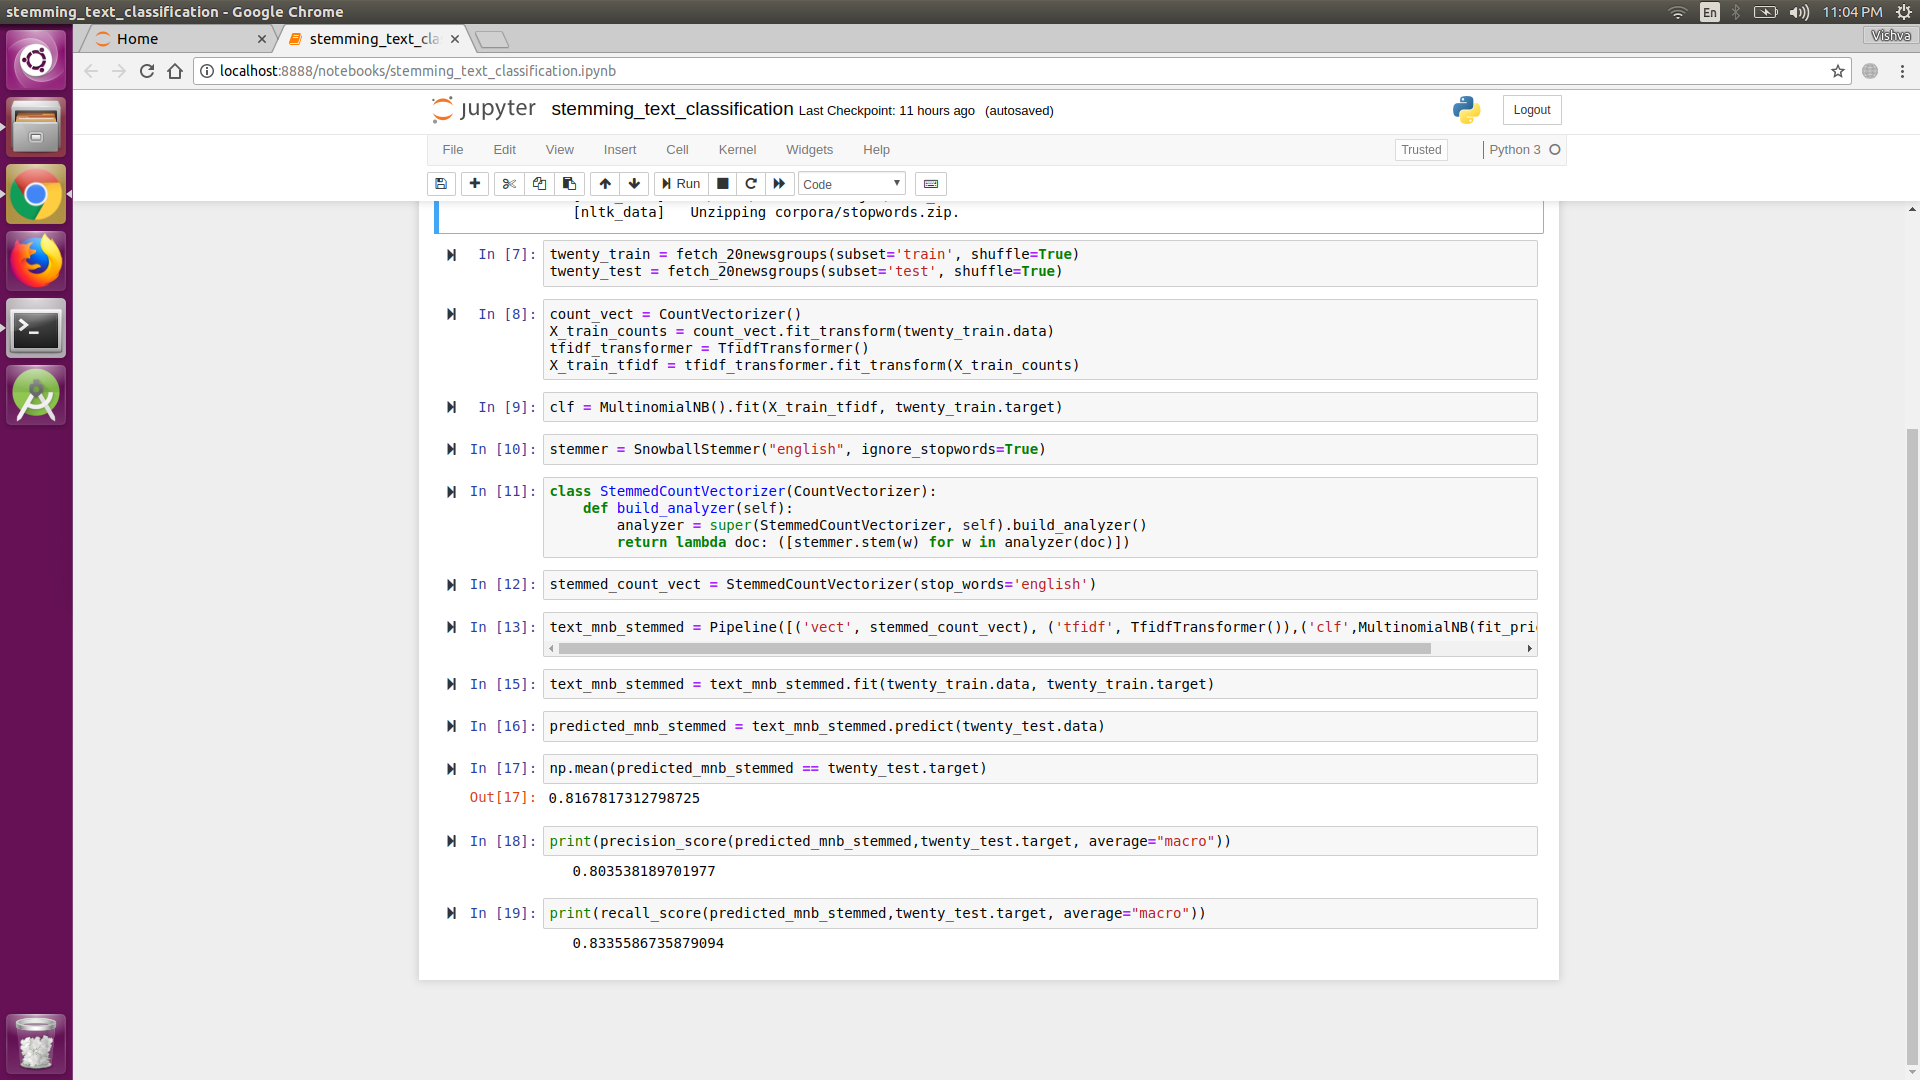 stemming_text_classification - Google Chrome
En
11:04 PM
Home
stemming_text_cla
Vishva
localhost:8888/notebooks/stemming_text_classification.ipynb
jupyter stemming_text_classification Last Checkpoint: 11 hours ago (autosaved)
Logout
File Edit View Insert Cell Kernel Widgets Help
Trusted
Python 3
Run
Code
[nltk_data]   Unzipping corpora/stopwords.zip.
In [7]: twenty_train = fetch_20newsgroups(subset='train', shuffle=True)
twenty_test = fetch_20newsgroups(subset='test', shuffle=True)
In [8]: count_vect = CountVectorizer()
X_train_counts = count_vect.fit_transform(twenty_train.data)
tfidf_transformer = TfidfTransformer()
X_train_tfidf = tfidf_transformer.fit_transform(X_train_counts)
In [9]: clf = MultinomialNB().fit(X_train_tfidf, twenty_train.target)
In [10]: stemmer = SnowballStemmer("english", ignore_stopwords=True)
In [11]: class StemmedCountVectorizer(CountVectorizer):
    def build_analyzer(self):
        analyzer = super(StemmedCountVectorizer, self).build_analyzer()
        return lambda doc: ([stemmer.stem(w) for w in analyzer(doc)])
In [12]: stemmed_count_vect = StemmedCountVectorizer(stop_words='english')
In [13]: text_mnb_stemmed = Pipeline([('vect', stemmed_count_vect), ('tfidf', TfidfTransformer()),('clf',MultinomialNB(fit_pri
In [15]: text_mnb_stemmed = text_mnb_stemmed.fit(twenty_train.data, twenty_train.target)
In [16]: predicted_mnb_stemmed = text_mnb_stemmed.predict(twenty_test.data)
In [17]: np.mean(predicted_mnb_stemmed == twenty_test.target)
Out[17]: 0.8167817312798725
In [18]: print(precision_score(predicted_mnb_stemmed,twenty_test.target, average="macro"))
0.803538189701977
In [19]: print(recall_score(predicted_mnb_stemmed,twenty_test.target, average="macro"))
0.8335586735879094